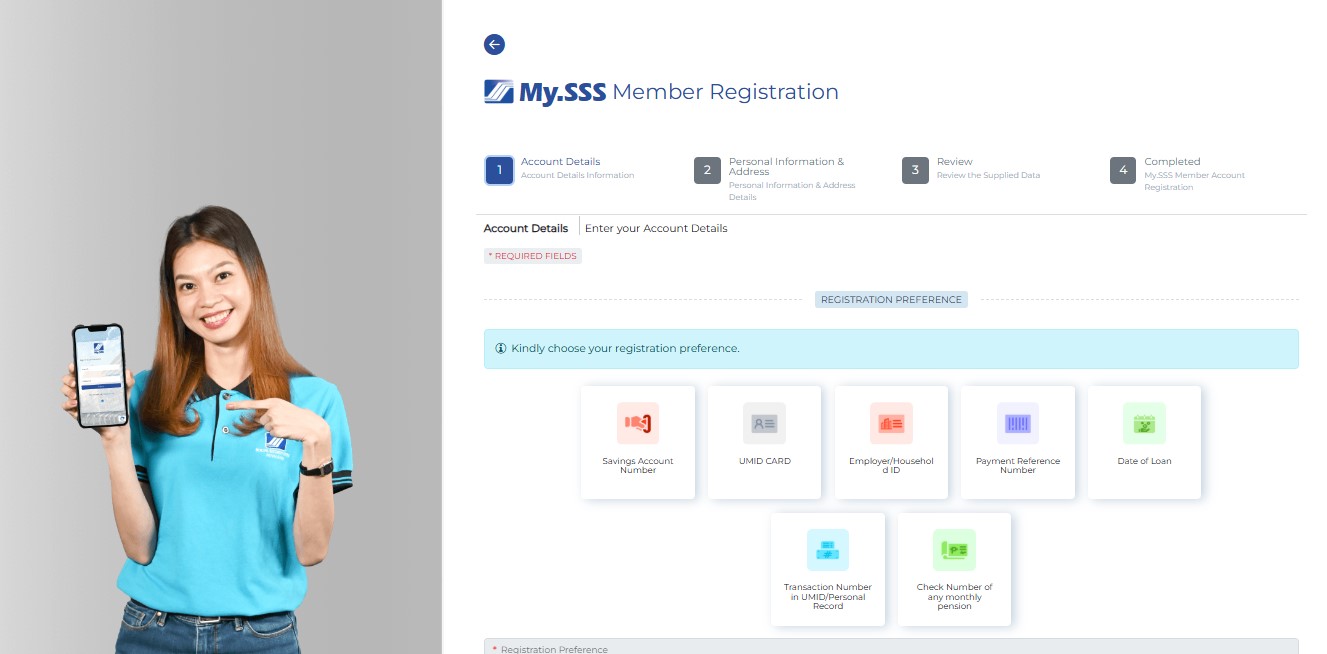 My.SSS Member Registration
1
Account Details
Account Details Information
2
Personal Information &
Address
Personal Information & Address
Details
3
Review
Review the Supplied Data
4
Completed
My.SSS Member Account
Registration
Account Details
Enter your Account Details
* REQUIRED FIELDS
REGISTRATION PREFERENCE
Kindly choose your registration preference.
Savings Account
Number
UMID CARD
Employer/Househol
d ID
Payment Reference
Number
Date of Loan
Transaction Number
in UMID/Personal
Record
Check Number of
any monthly
pension
* Registration Preference